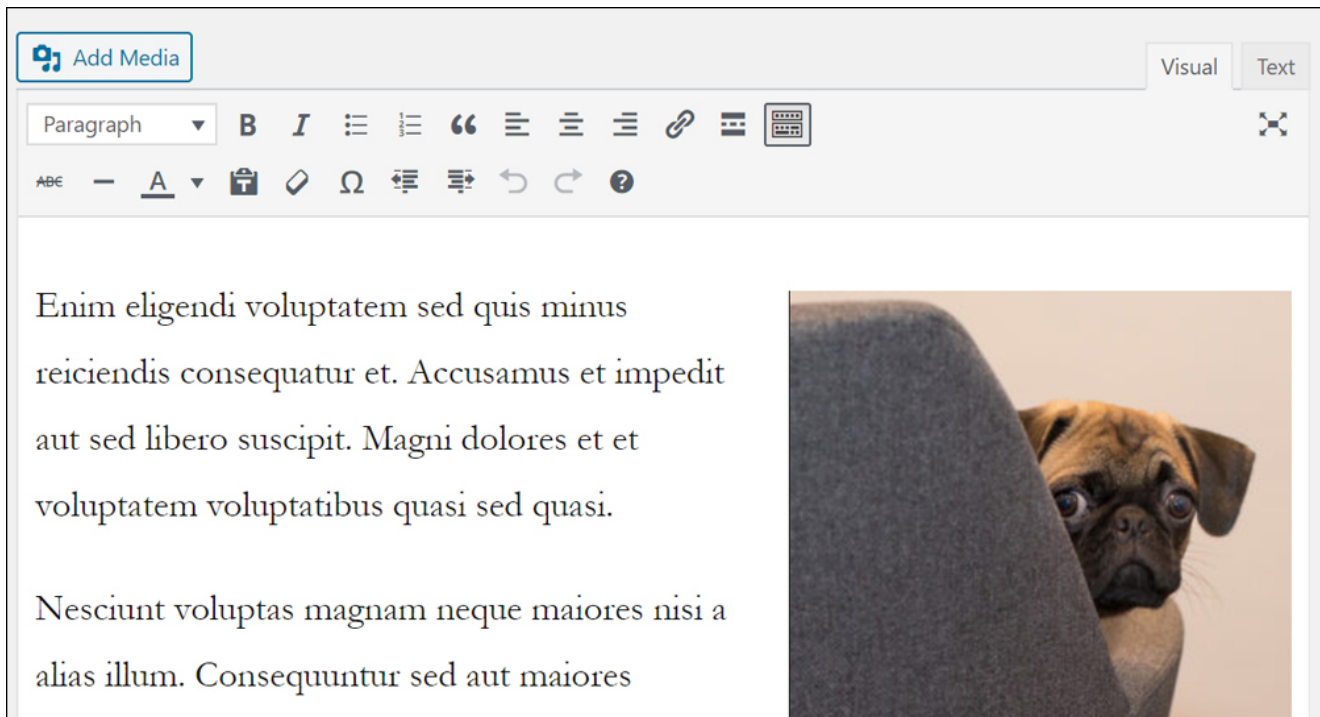 Add Media
Visual Text
Paragraph B I
ABC A T Ω ?
Enim eligendi voluptatem sed quis minus
reiciendis consequatur et. Accusamus et impedit
aut sed libero suscipit. Magni dolores et et
voluptatem voluptatibus quasi sed quasi.
Nesciunt voluptas magnam neque maiores nisi a
alias illum. Consequuntur sed aut maiores